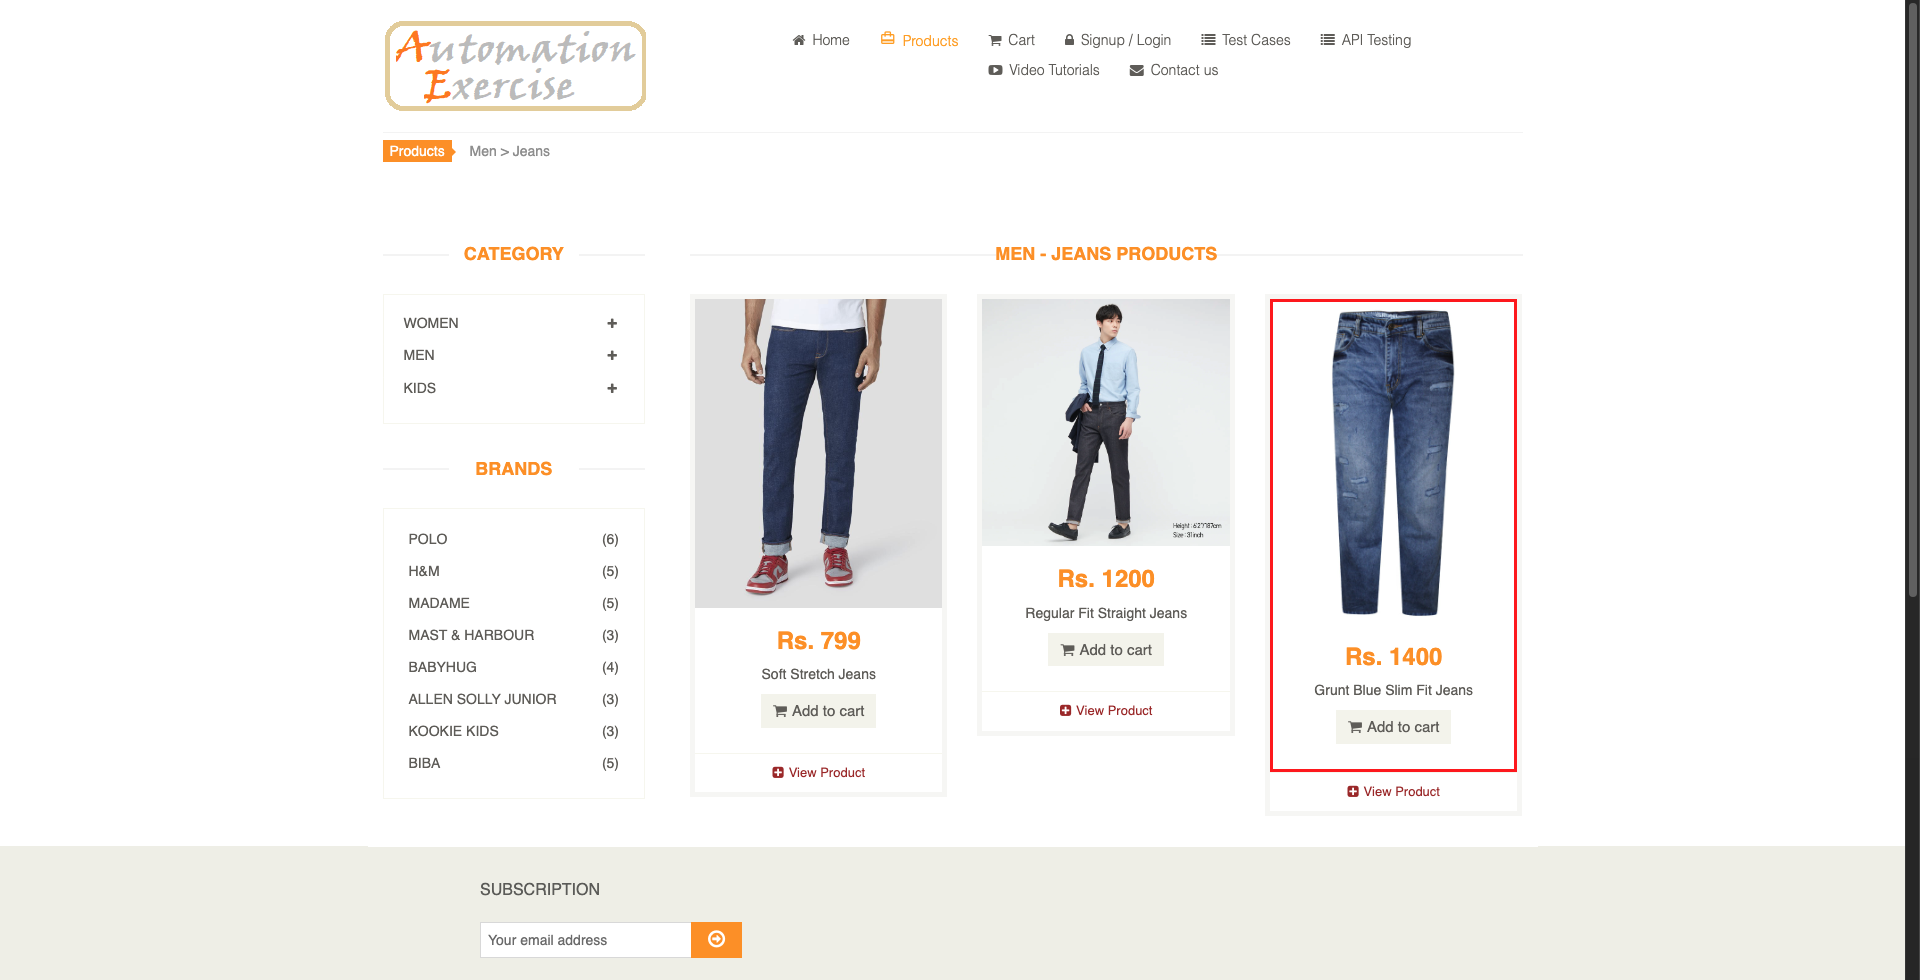 Automation
Exercise
Home
Products
Cart
Signup / Login
Test Cases
API Testing
Video Tutorials
Contact us
Products
Men > Jeans
CATEGORY
WOMEN
MEN
KIDS
BRANDS
POLO (6)
H&M (5)
MADAME (5)
MAST & HARBOUR (3)
BABYHUG (4)
ALLEN SOLLY JUNIOR (3)
KOOKIE KIDS (3)
BIBA (5)
MEN - JEANS PRODUCTS
Rs. 799
Soft Stretch Jeans
Add to cart
View Product
Height : 6'2"/187cm
Size : 31inch
Rs. 1200
Regular Fit Straight Jeans
Add to cart
View Product
Rs. 1400
Grunt Blue Slim Fit Jeans
Add to cart
View Product
SUBSCRIPTION
Your email address